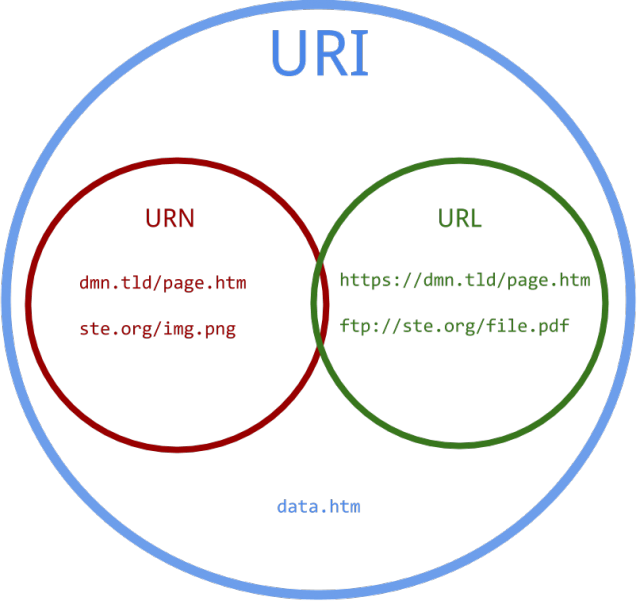 URI
URN
dmn.tld/page.htm
ste.org/img.png
URL
https://dmn.tld/page.htm
ftp://ste.org/file.pdf
data.htm